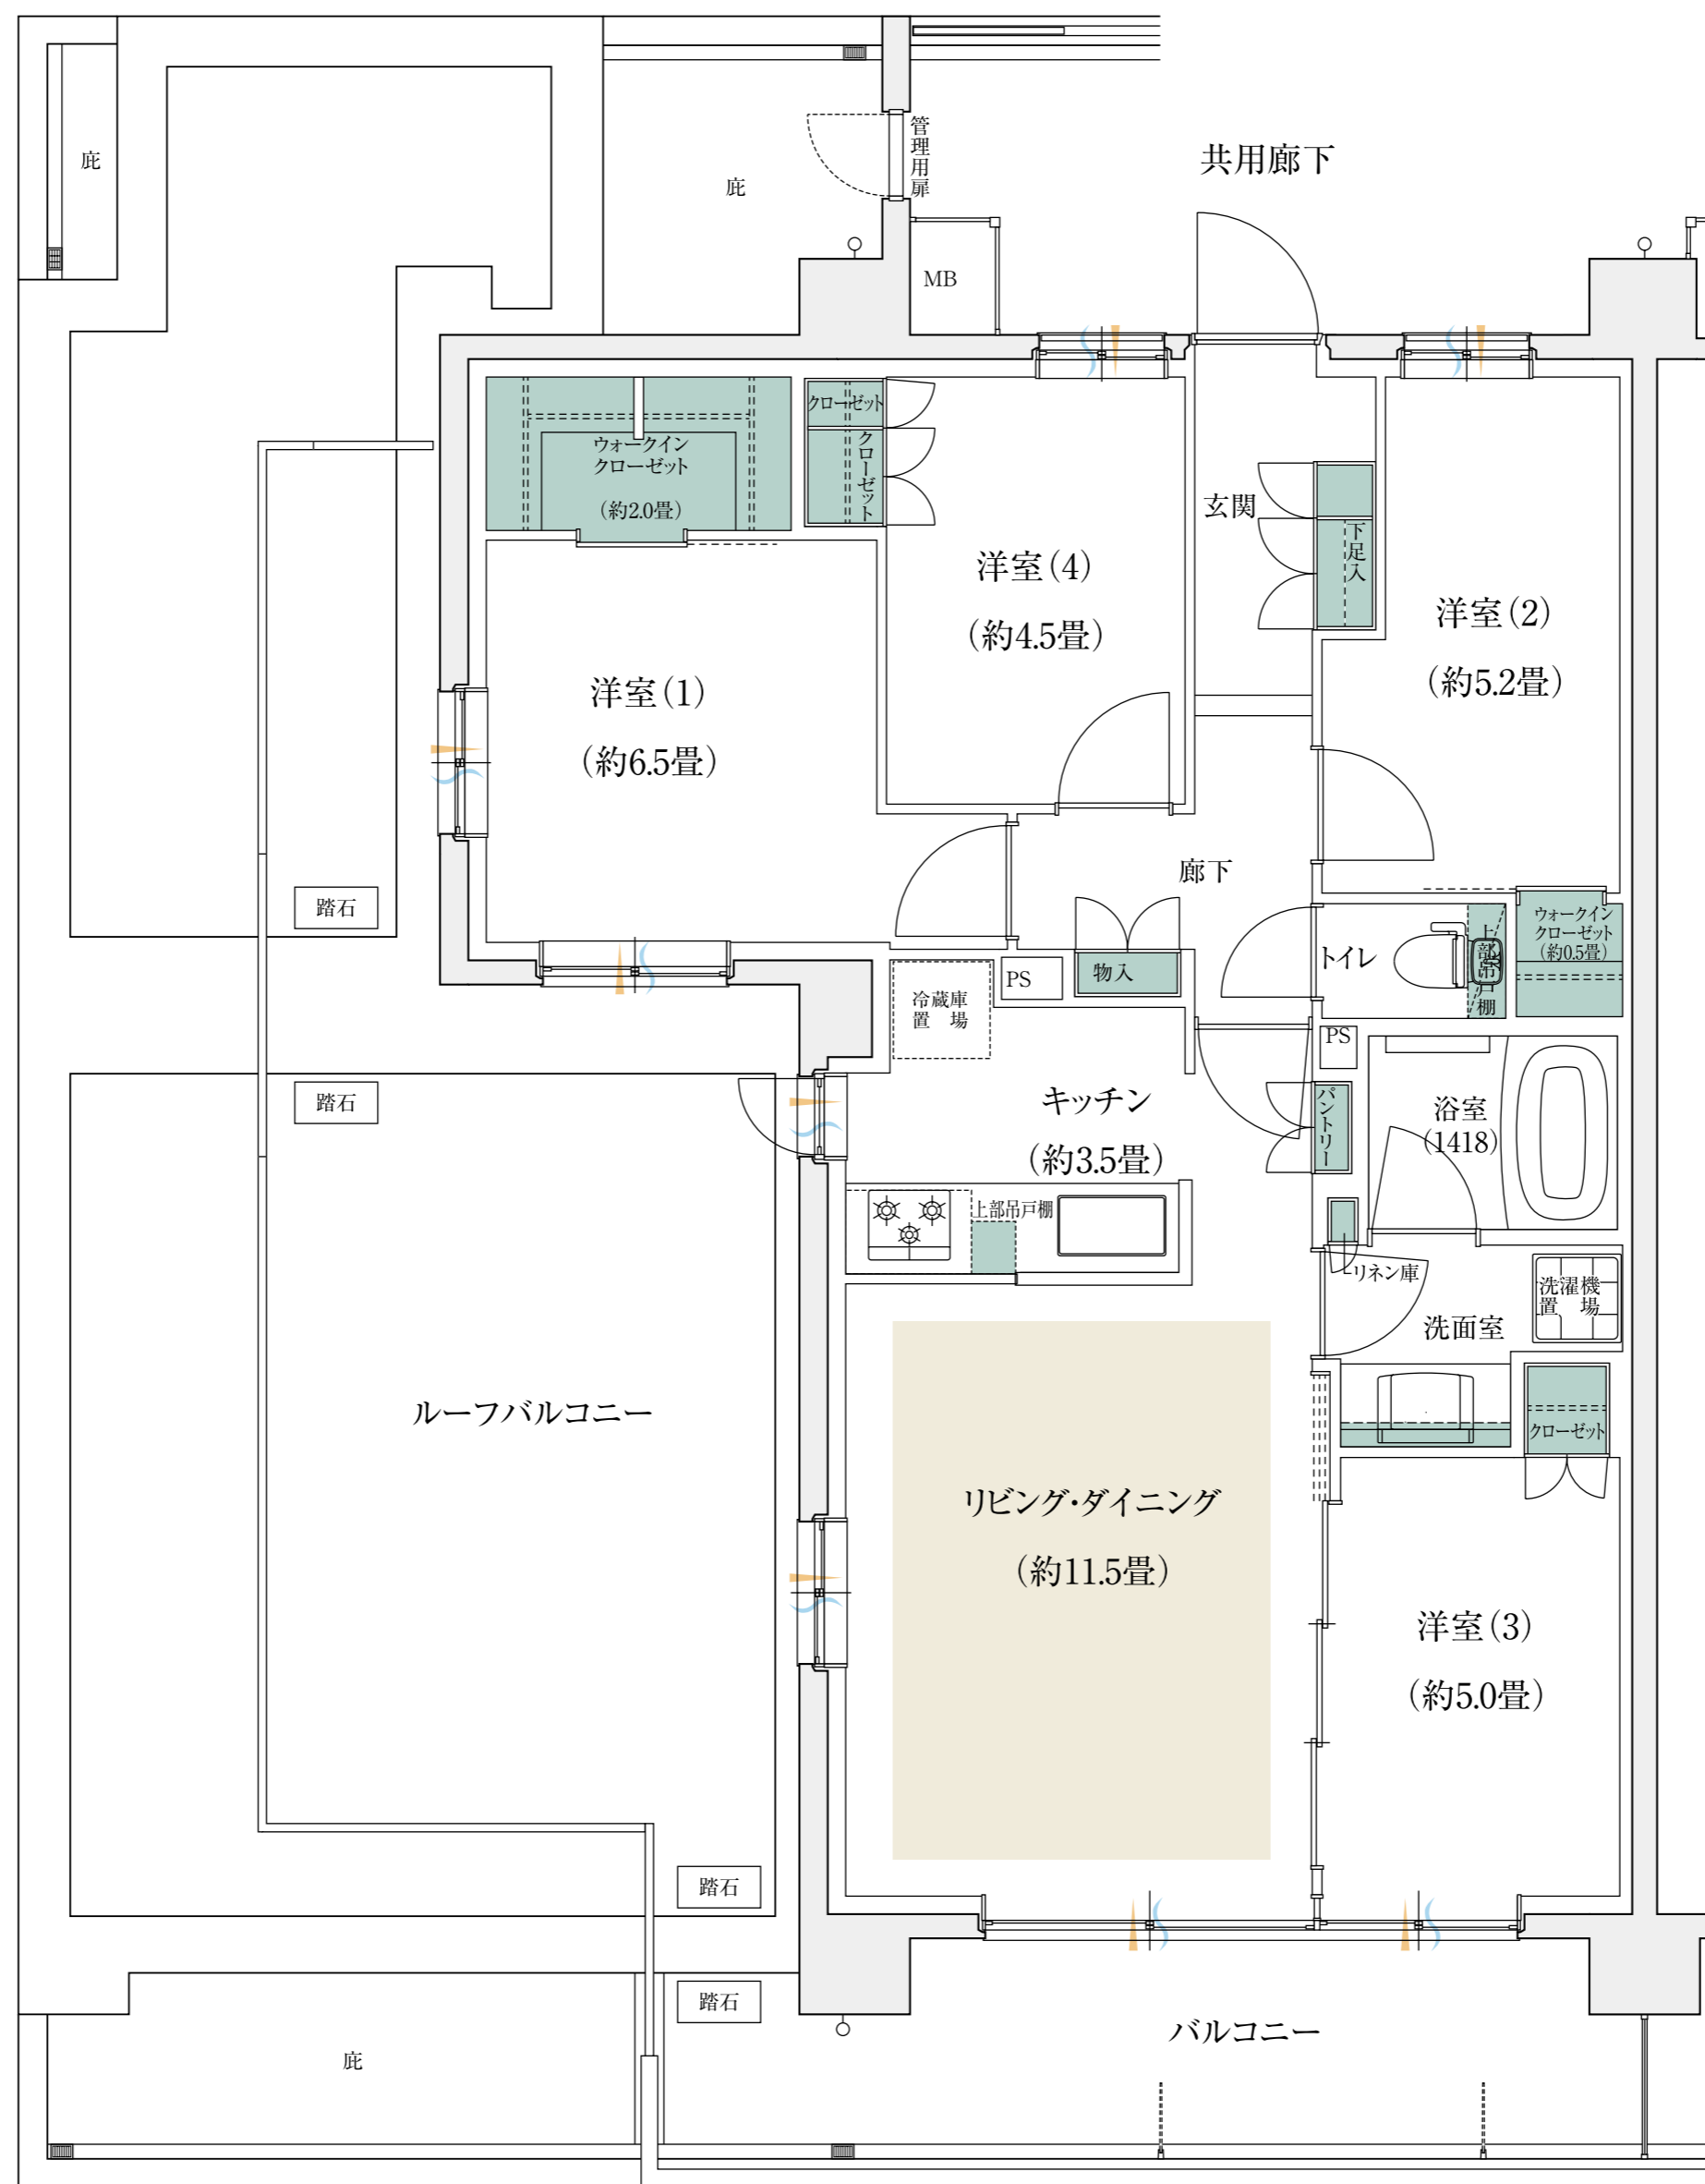 庇
庇
管理用扉
共用廊下
MB
クローゼット
クローゼット
ウォークイン
クローゼット
（約2.0畳）
玄関
下足入
洋室（4）
（約4.5畳）
洋室（2）
（約5.2畳）
洋室（1）
（約6.5畳）
廊下
踏石
トイレ
上部吊戸棚
ウォークイン
クローゼット
（約0.5畳）
冷蔵庫
置　場
PS
物入
PS
踏石
キッチン
（約3.5畳）
パントリー
浴室
（1418）
上部吊戸棚
リネン庫
洗濯機
置　場
洗面室
ルーフバルコニー
クローゼット
リビング・ダイニング
（約11.5畳）
洋室（3）
（約5.0畳）
踏石
踏石
バルコニー
庇